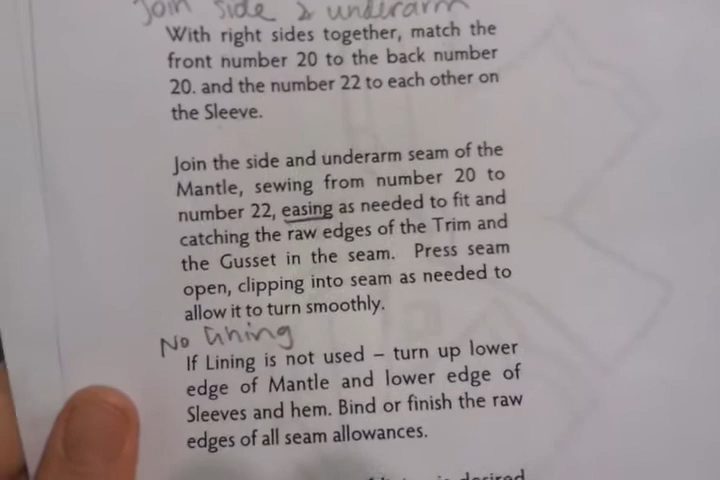 Join side & underarm
With right sides together, match the
front number 20 to the back number
20. and the number 22 to each other on
the Sleeve.
Join the side and underarm seam of the
Mantle, sewing from number 20 to
number 22, easing as needed to fit and
catching the raw edges of the Trim and
the Gusset in the seam. Press seam
open, clipping into seam as needed to
allow it to turn smoothly.
No Lining
If Lining is not used – turn up lower
edge of Mantle and lower edge of
Sleeves and hem. Bind or finish the raw
edges of all seam allowances.
is desired